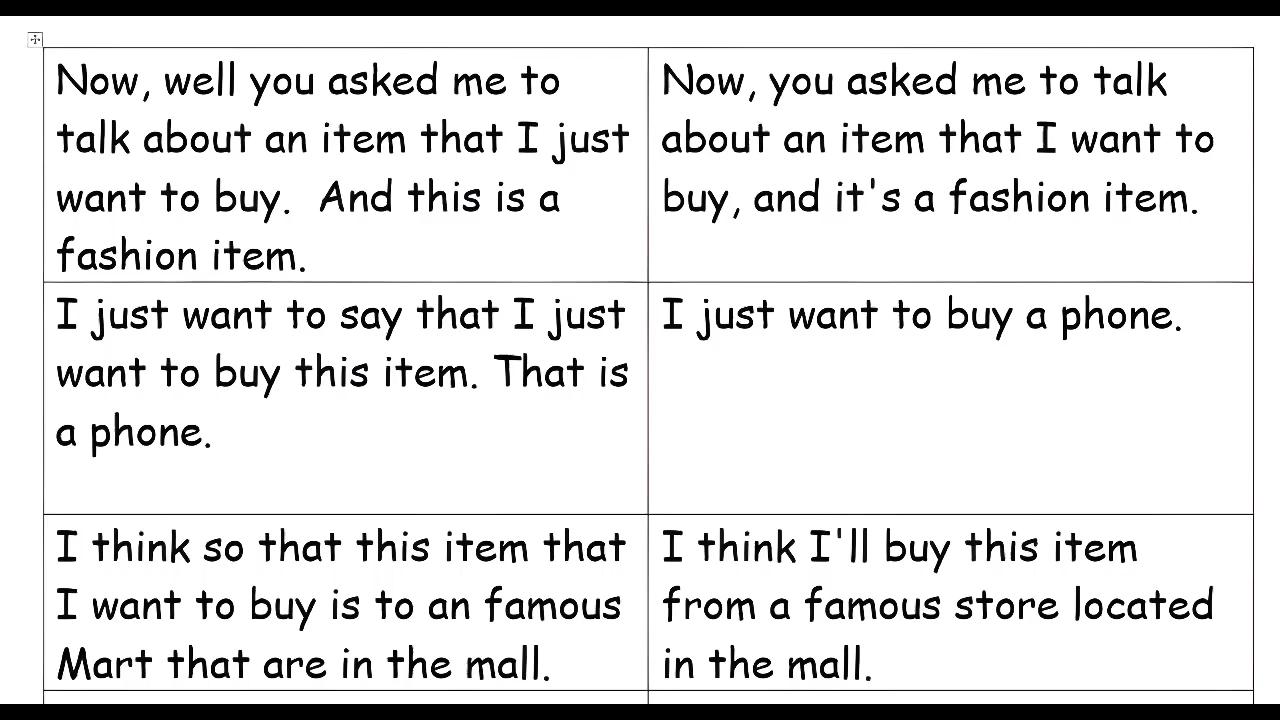 Now, well you asked me to
talk about an item that I just
want to buy.  And this is a
fashion item.
Now, you asked me to talk
about an item that I want to
buy, and it's a fashion item.
I just want to say that I just
want to buy this item. That is
a phone.
I just want to buy a phone.
I think so that this item that
I want to buy is to an famous
Mart that are in the mall.
I think I'll buy this item
from a famous store located
in the mall.